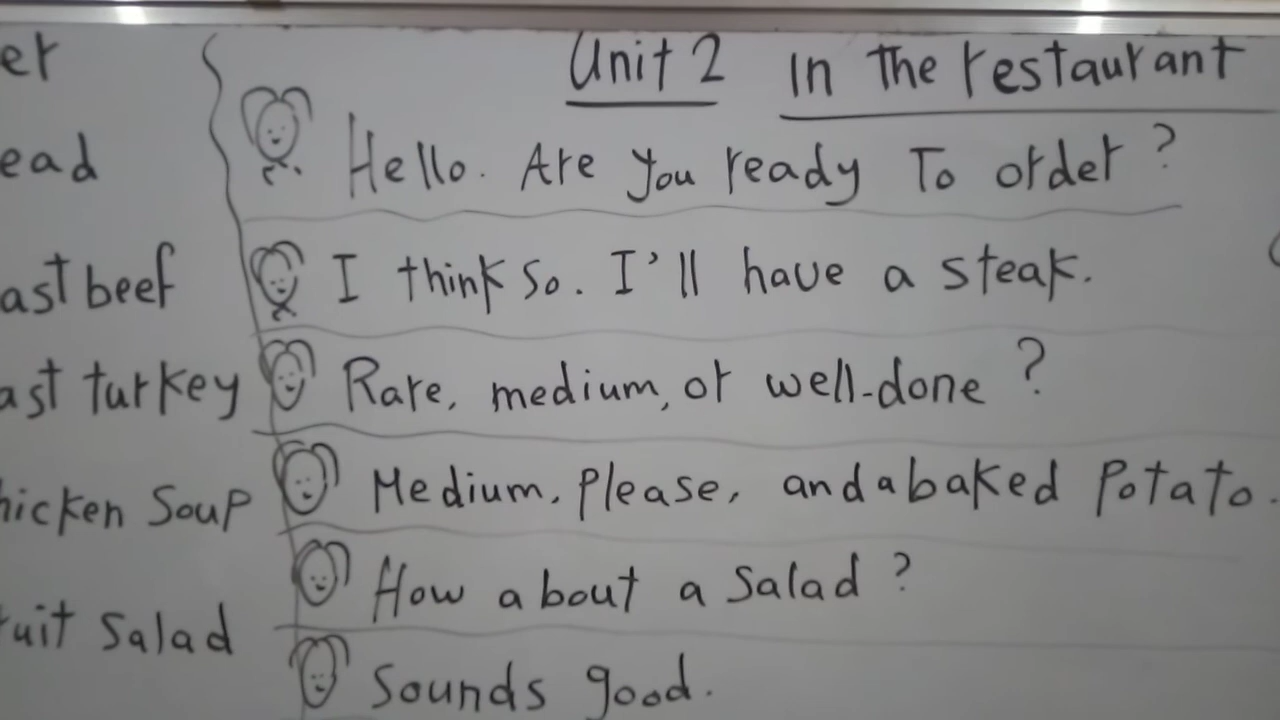 Unit 2 In the restaurant
Hello. Are you ready To order ?
I think so. I'll have a steak.
Rare, medium, or well-done ?
Medium, please, and a baked potato.
How about a salad ?
Sounds good.
er
ead
ast beef
ast turkey
hicken Soup
ruit Salad